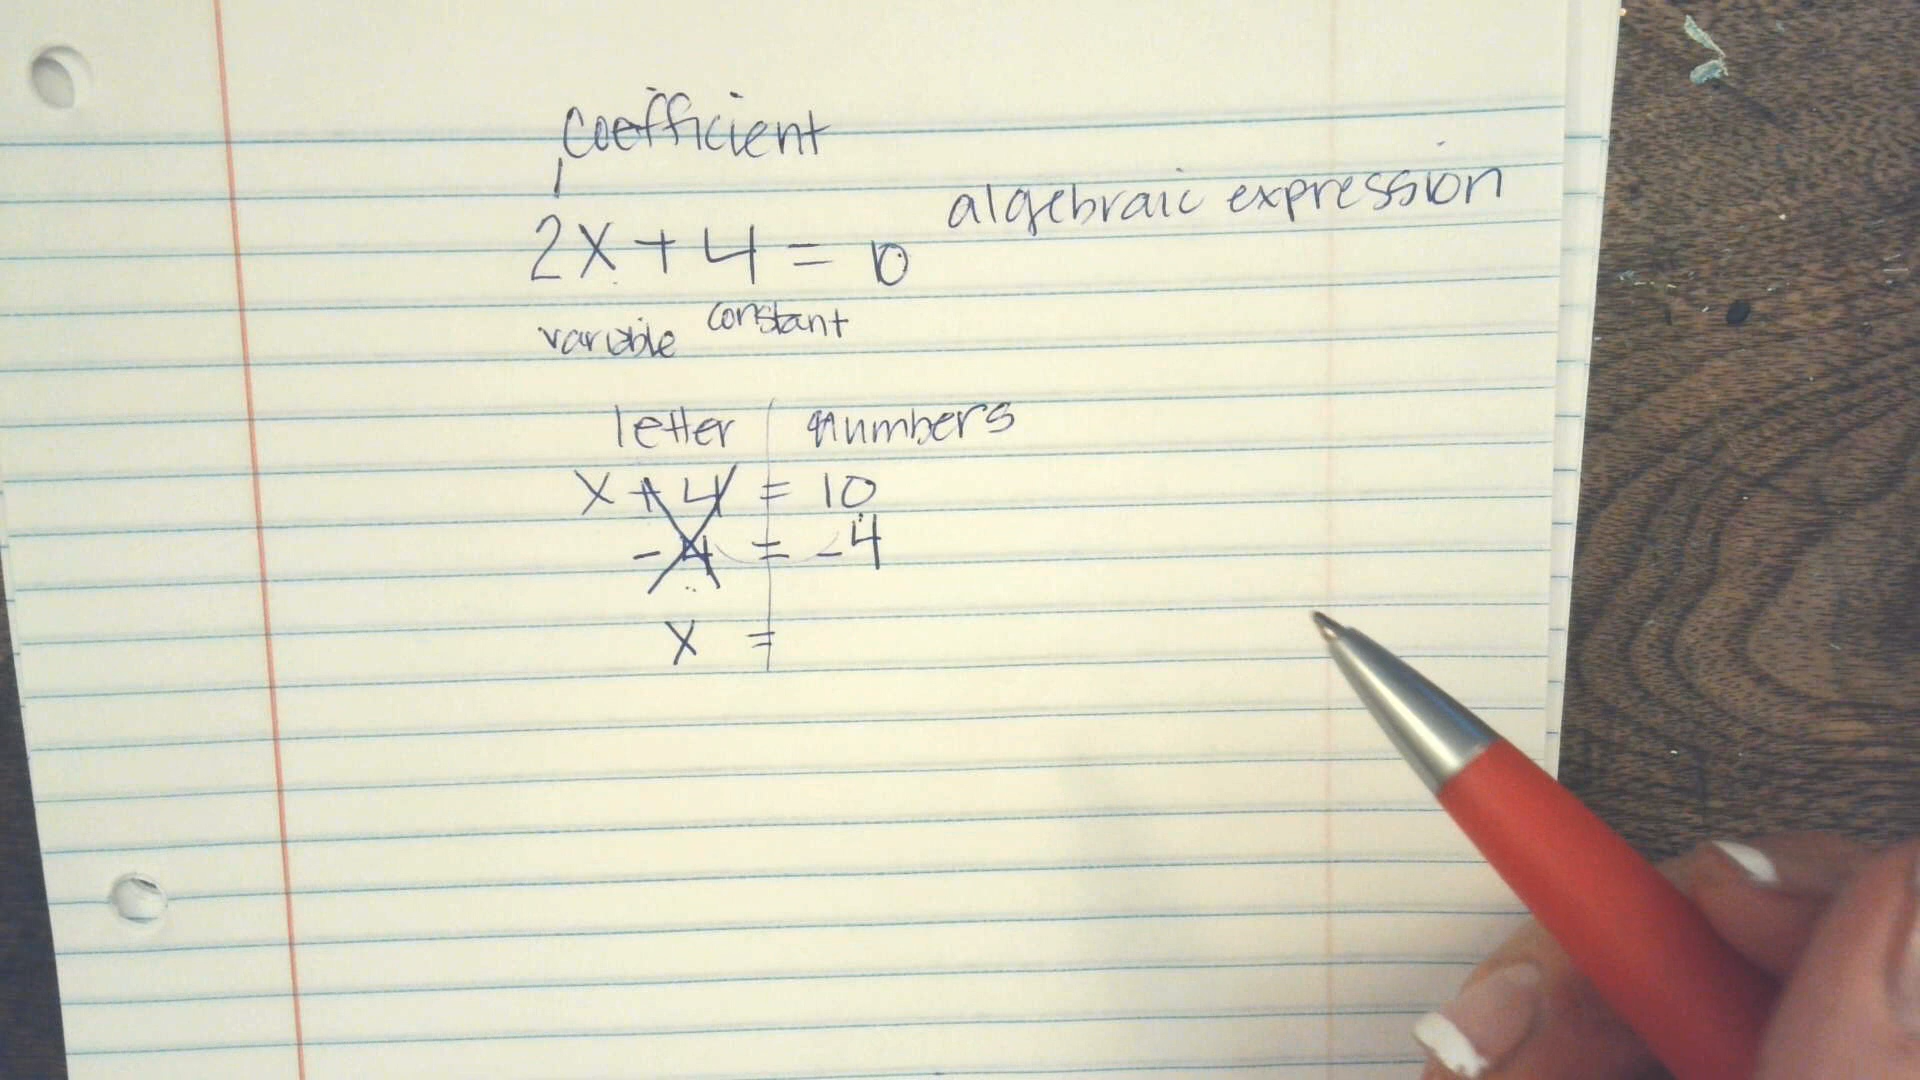 coefficient
algebraic expression
2x + 4 = 10
variable constant
letter numbers
x + 4 = 10
- 4 = -4
x =